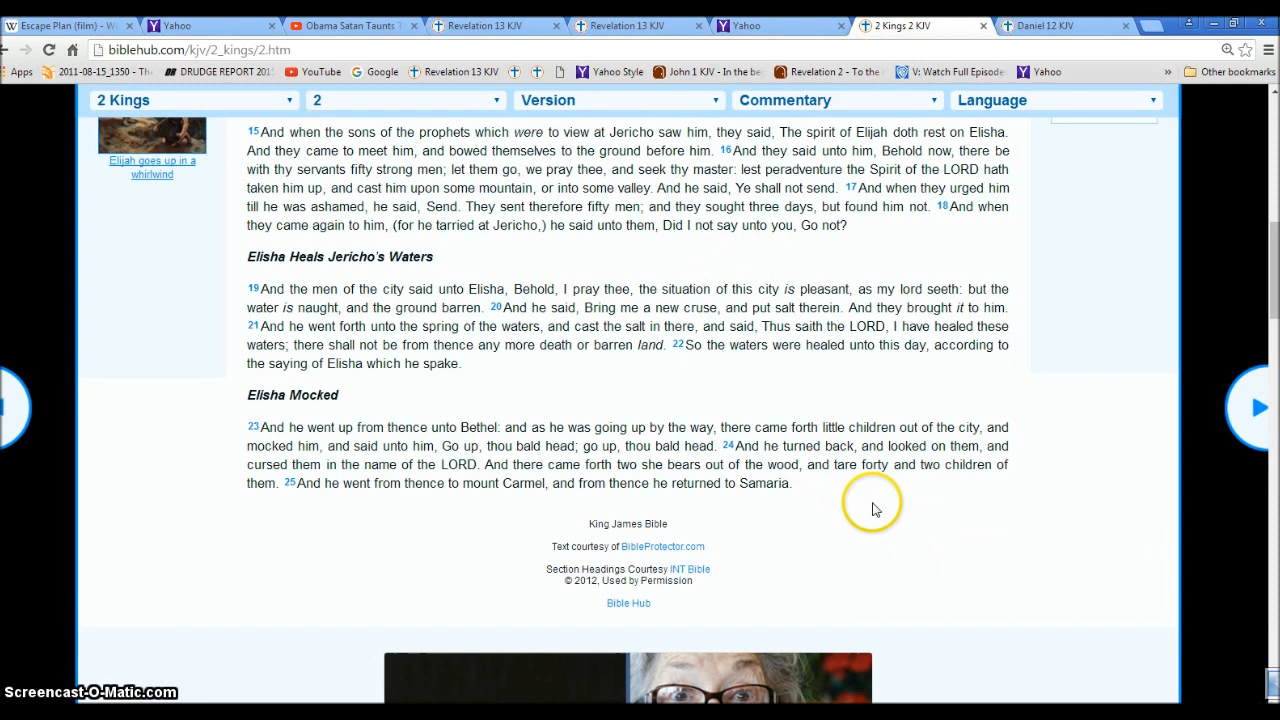 Escape Plan (film) - Wi
Yahoo
Obama Satan Taunts T
Revelation 13 KJV
Revelation 13 KJV
Yahoo
2 Kings 2 KJV
Daniel 12 KJV
biblehub.com/kjv/2_kings/2.htm
Apps
2011-08-15_1350 - Th
DRUDGE REPORT 201
YouTube
Google
Revelation 13 KJV
Yahoo Style
John 1 KJV - In the be
Revelation 2 - To the
V: Watch Full Episode
Yahoo
»
Other bookmarks
2 Kings
2
Version
Commentary
Language
Elijah goes up in a
whirlwind
15And when the sons of the prophets which were to view at Jericho saw him, they said, The spirit of Elijah doth rest on Elisha.
And they came to meet him, and bowed themselves to the ground before him. 16And they said unto him, Behold now, there be
with thy servants fifty strong men; let them go, we pray thee, and seek thy master: lest peradventure the Spirit of the LORD hath
taken him up, and cast him upon some mountain, or into some valley. And he said, Ye shall not send. 17And when they urged him
till he was ashamed, he said, Send. They sent therefore fifty men; and they sought three days, but found him not. 18And when
they came again to him, (for he tarried at Jericho,) he said unto them, Did I not say unto you, Go not?
Elisha Heals Jericho's Waters
19And the men of the city said unto Elisha, Behold, I pray thee, the situation of this city is pleasant, as my lord seeth: but the
water is naught, and the ground barren. 20And he said, Bring me a new cruse, and put salt therein. And they brought it to him.
21And he went forth unto the spring of the waters, and cast the salt in there, and said, Thus saith the LORD, I have healed these
waters; there shall not be from thence any more death or barren land. 22So the waters were healed unto this day, according to
the saying of Elisha which he spake.
Elisha Mocked
23And he went up from thence unto Bethel: and as he was going up by the way, there came forth little children out of the city, and
mocked him, and said unto him, Go up, thou bald head; go up, thou bald head. 24And he turned back, and looked on them, and
cursed them in the name of the LORD. And there came forth two she bears out of the wood, and tare forty and two children of
them. 25And he went from thence to mount Carmel, and from thence he returned to Samaria.
King James Bible
Text courtesy of BibleProtector.com
Section Headings Courtesy INT Bible
© 2012, Used by Permission
Bible Hub
Screencast-O-Matic.com